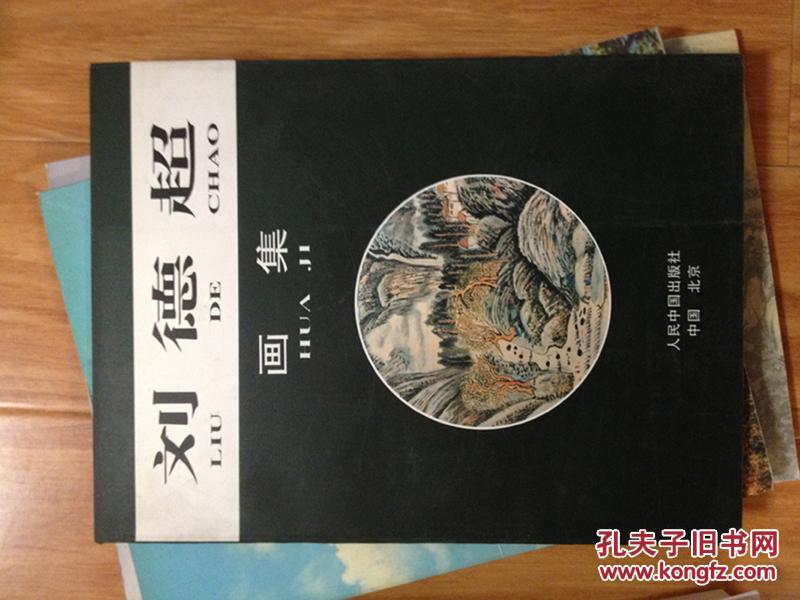 刘德超
LIU DE CHAO
画集
HUA JI
人民中国出版社
中国 北京
孔夫子旧书网
www.kongfz.com